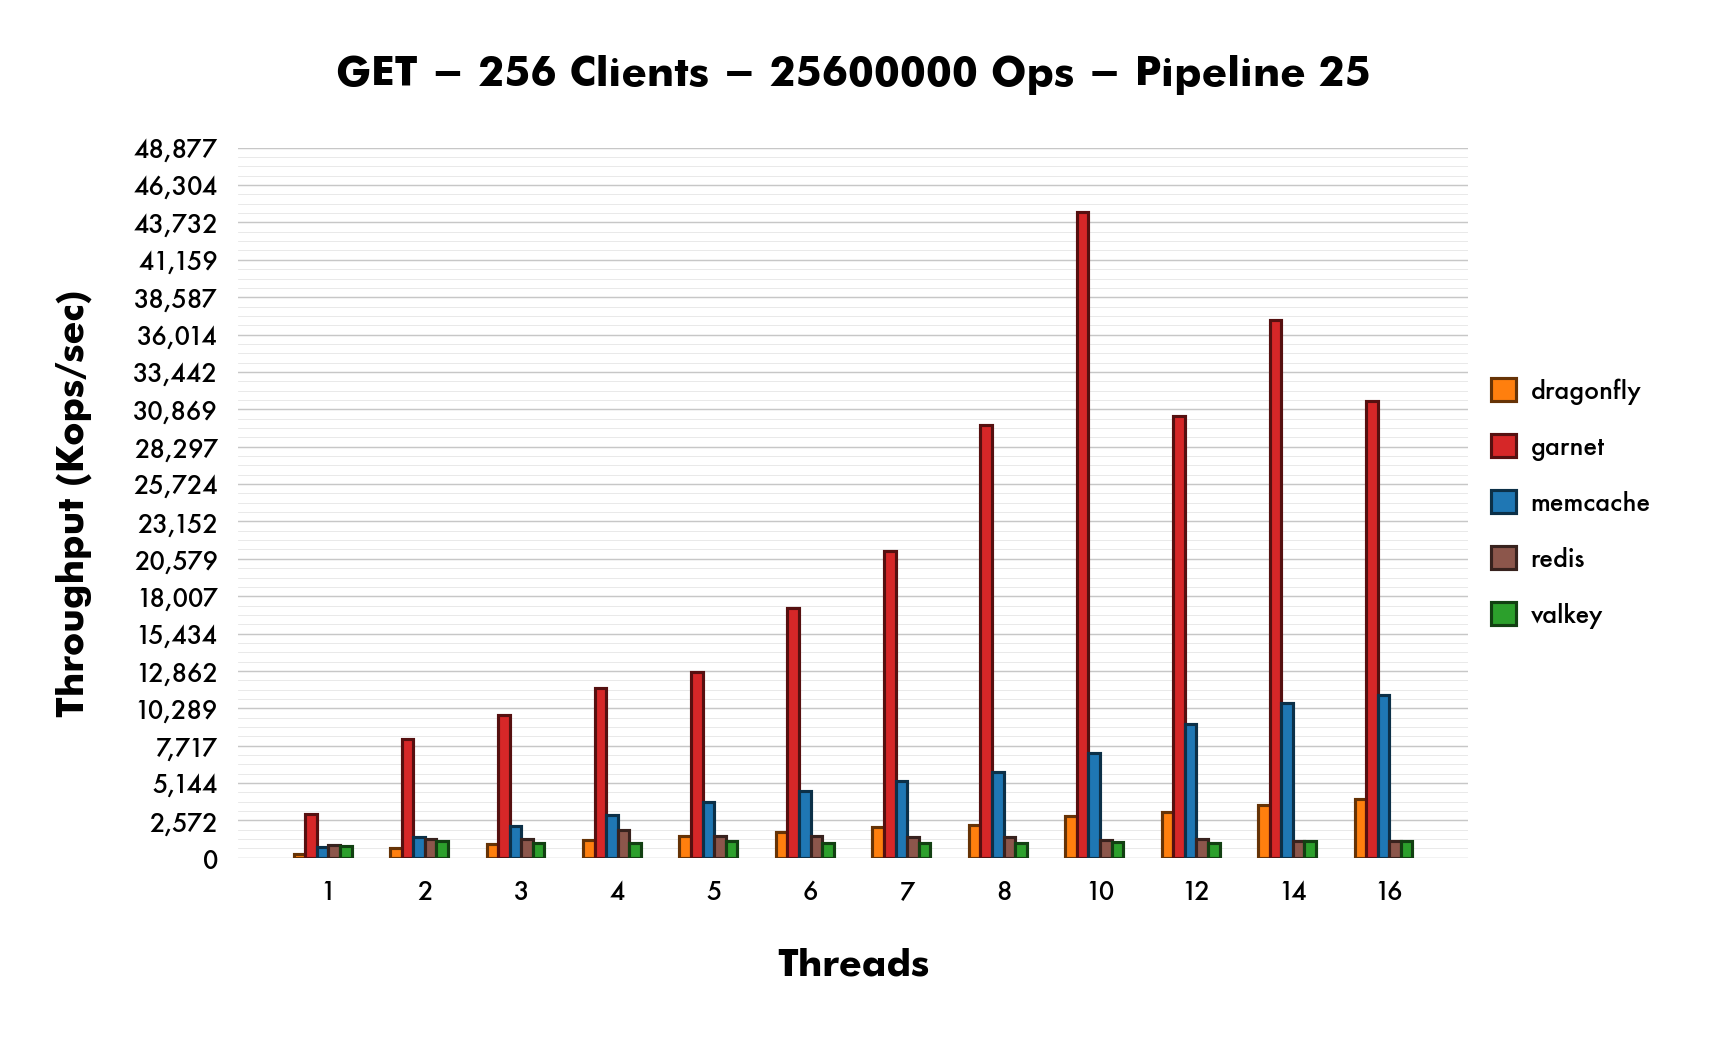 GET – 256 Clients – 25600000 Ops – Pipeline 25
Throughput (Kops/sec)
48,877
46,304
43,732
41,159
38,587
36,014
33,442
30,869
28,297
25,724
23,152
20,579
18,007
15,434
12,862
10,289
7,717
5,144
2,572
0
1 2 3 4 5 6 7 8 10 12 14 16
Threads
dragonfly
garnet
memcache
redis
valkey